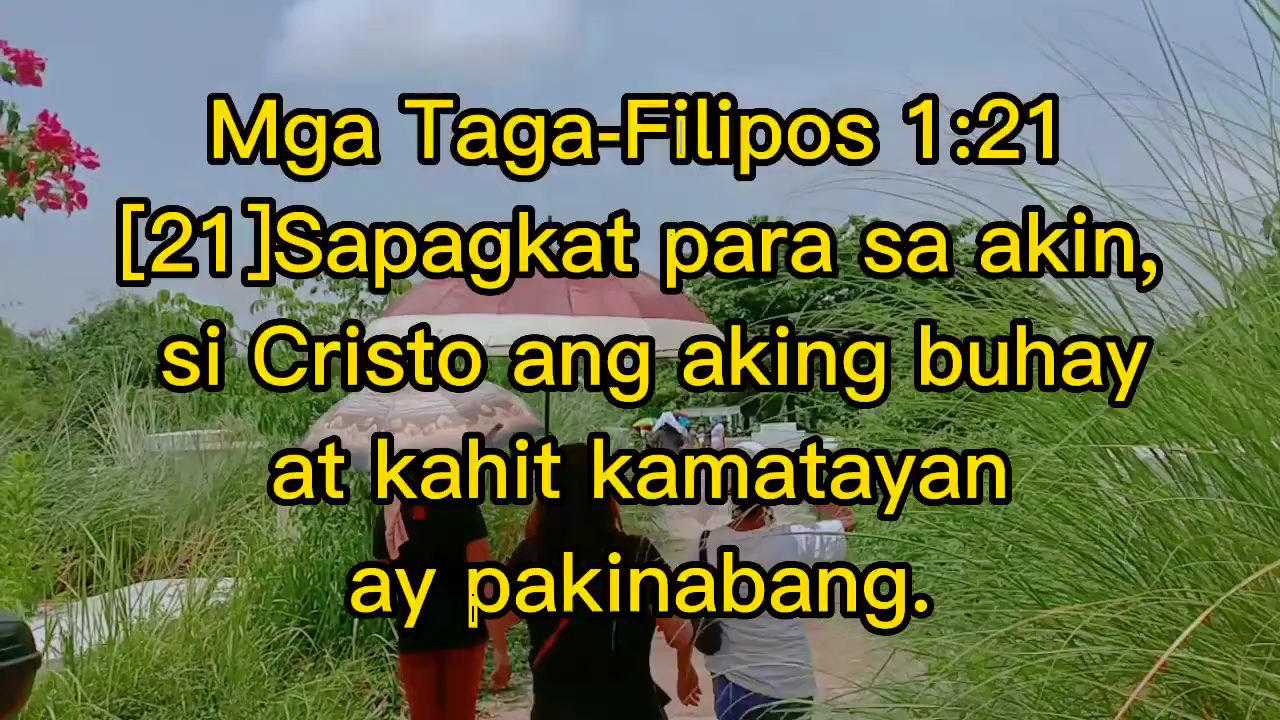 Mga Taga-Filipos 1:21
[21]Sapagkat para sa akin,
si Cristo ang aking buhay
at kahit kamatayan
ay pakinabang.